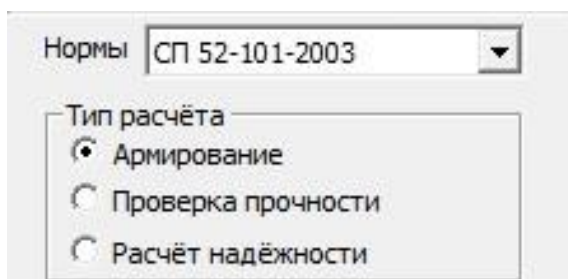 Нормы СП 52-101-2003
Тип расчёта
Армирование
Проверка прочности
Расчёт надёжности